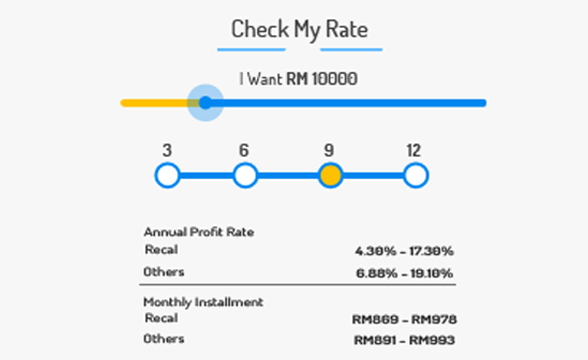 Check My Rate
I Want RM 10000
3 6 9 12
Annual Profit Rate
Recal 4.30% - 17.30%
Others 6.88% - 19.10%
Monthly Installment
Recal RM869 - RM978
Others RM891 - RM993